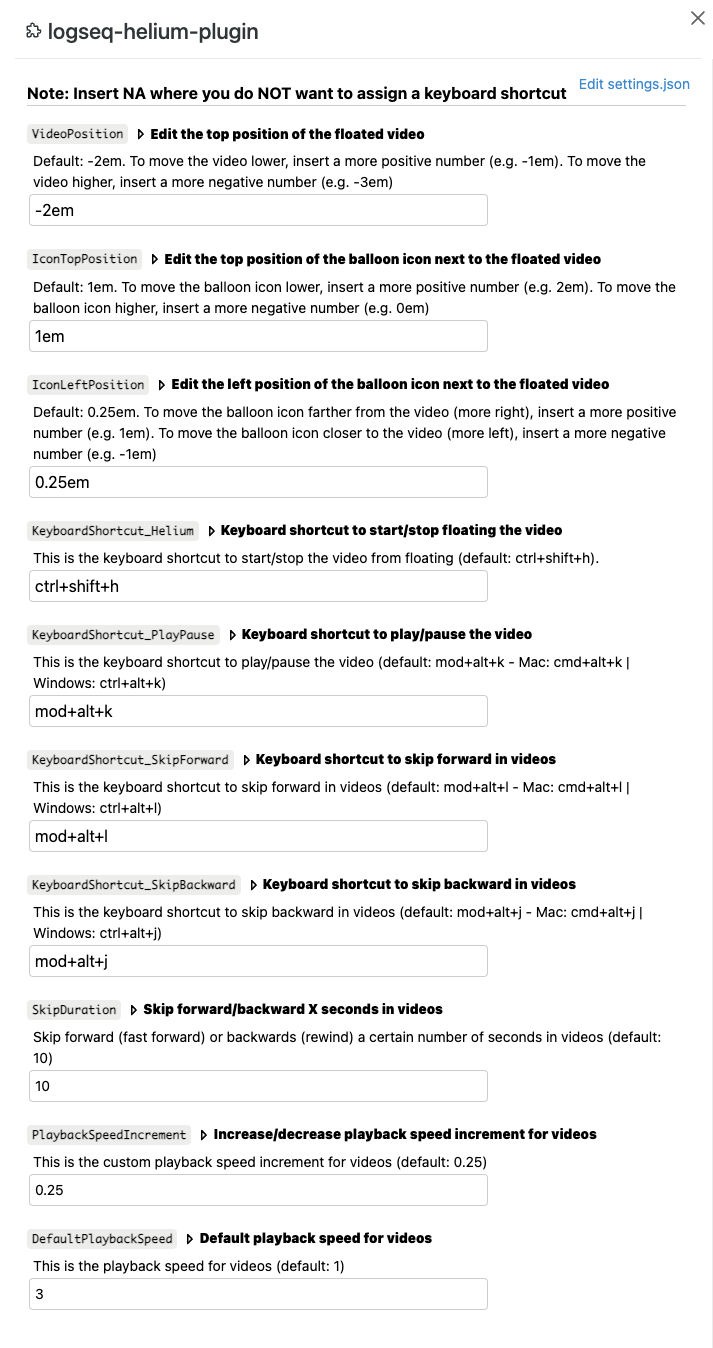 logseq-helium-plugin
Note: Insert NA where you do NOT want to assign a keyboard shortcut
Edit settings.json
VideoPosition Edit the top position of the floated video
Default: -2em. To move the video lower, insert a more positive number (e.g. -1em). To move the
video higher, insert a more negative number (e.g. -3em)
-2em
IconTopPosition Edit the top position of the balloon icon next to the floated video
Default: 1em. To move the balloon icon lower, insert a more positive number (e.g. 2em). To move the
balloon icon higher, insert a more negative number (e.g. 0em)
1em
IconLeftPosition Edit the left position of the balloon icon next to the floated video
Default: 0.25em. To move the balloon icon farther from the video (more right), insert a more positive
number (e.g. 1em). To move the balloon icon closer to the video (more left), insert a more negative
number (e.g. -1em)
0.25em
KeyboardShortcut_Helium Keyboard shortcut to start/stop floating the video
This is the keyboard shortcut to start/stop the video from floating (default: ctrl+shift+h).
ctrl+shift+h
KeyboardShortcut_PlayPause Keyboard shortcut to play/pause the video
This is the keyboard shortcut to play/pause the video (default: mod+alt+k - Mac: cmd+alt+k |
Windows: ctrl+alt+k)
mod+alt+k
KeyboardShortcut_SkipForward Keyboard shortcut to skip forward in videos
This is the keyboard shortcut to skip forward in videos (default: mod+alt+l - Mac: cmd+alt+l |
Windows: ctrl+alt+l)
mod+alt+l
KeyboardShortcut_SkipBackward Keyboard shortcut to skip backward in videos
This is the keyboard shortcut to skip backward in videos (default: mod+alt+j - Mac: cmd+alt+j |
Windows: ctrl+alt+j)
mod+alt+j
SkipDuration Skip forward/backward X seconds in videos
Skip forward (fast forward) or backwards (rewind) a certain number of seconds in videos (default:
10)
10
PlaybackSpeedIncrement Increase/decrease playback speed increment for videos
This is the custom playback speed increment for videos (default: 0.25)
0.25
DefaultPlaybackSpeed Default playback speed for videos
This is the playback speed for videos (default: 1)
3